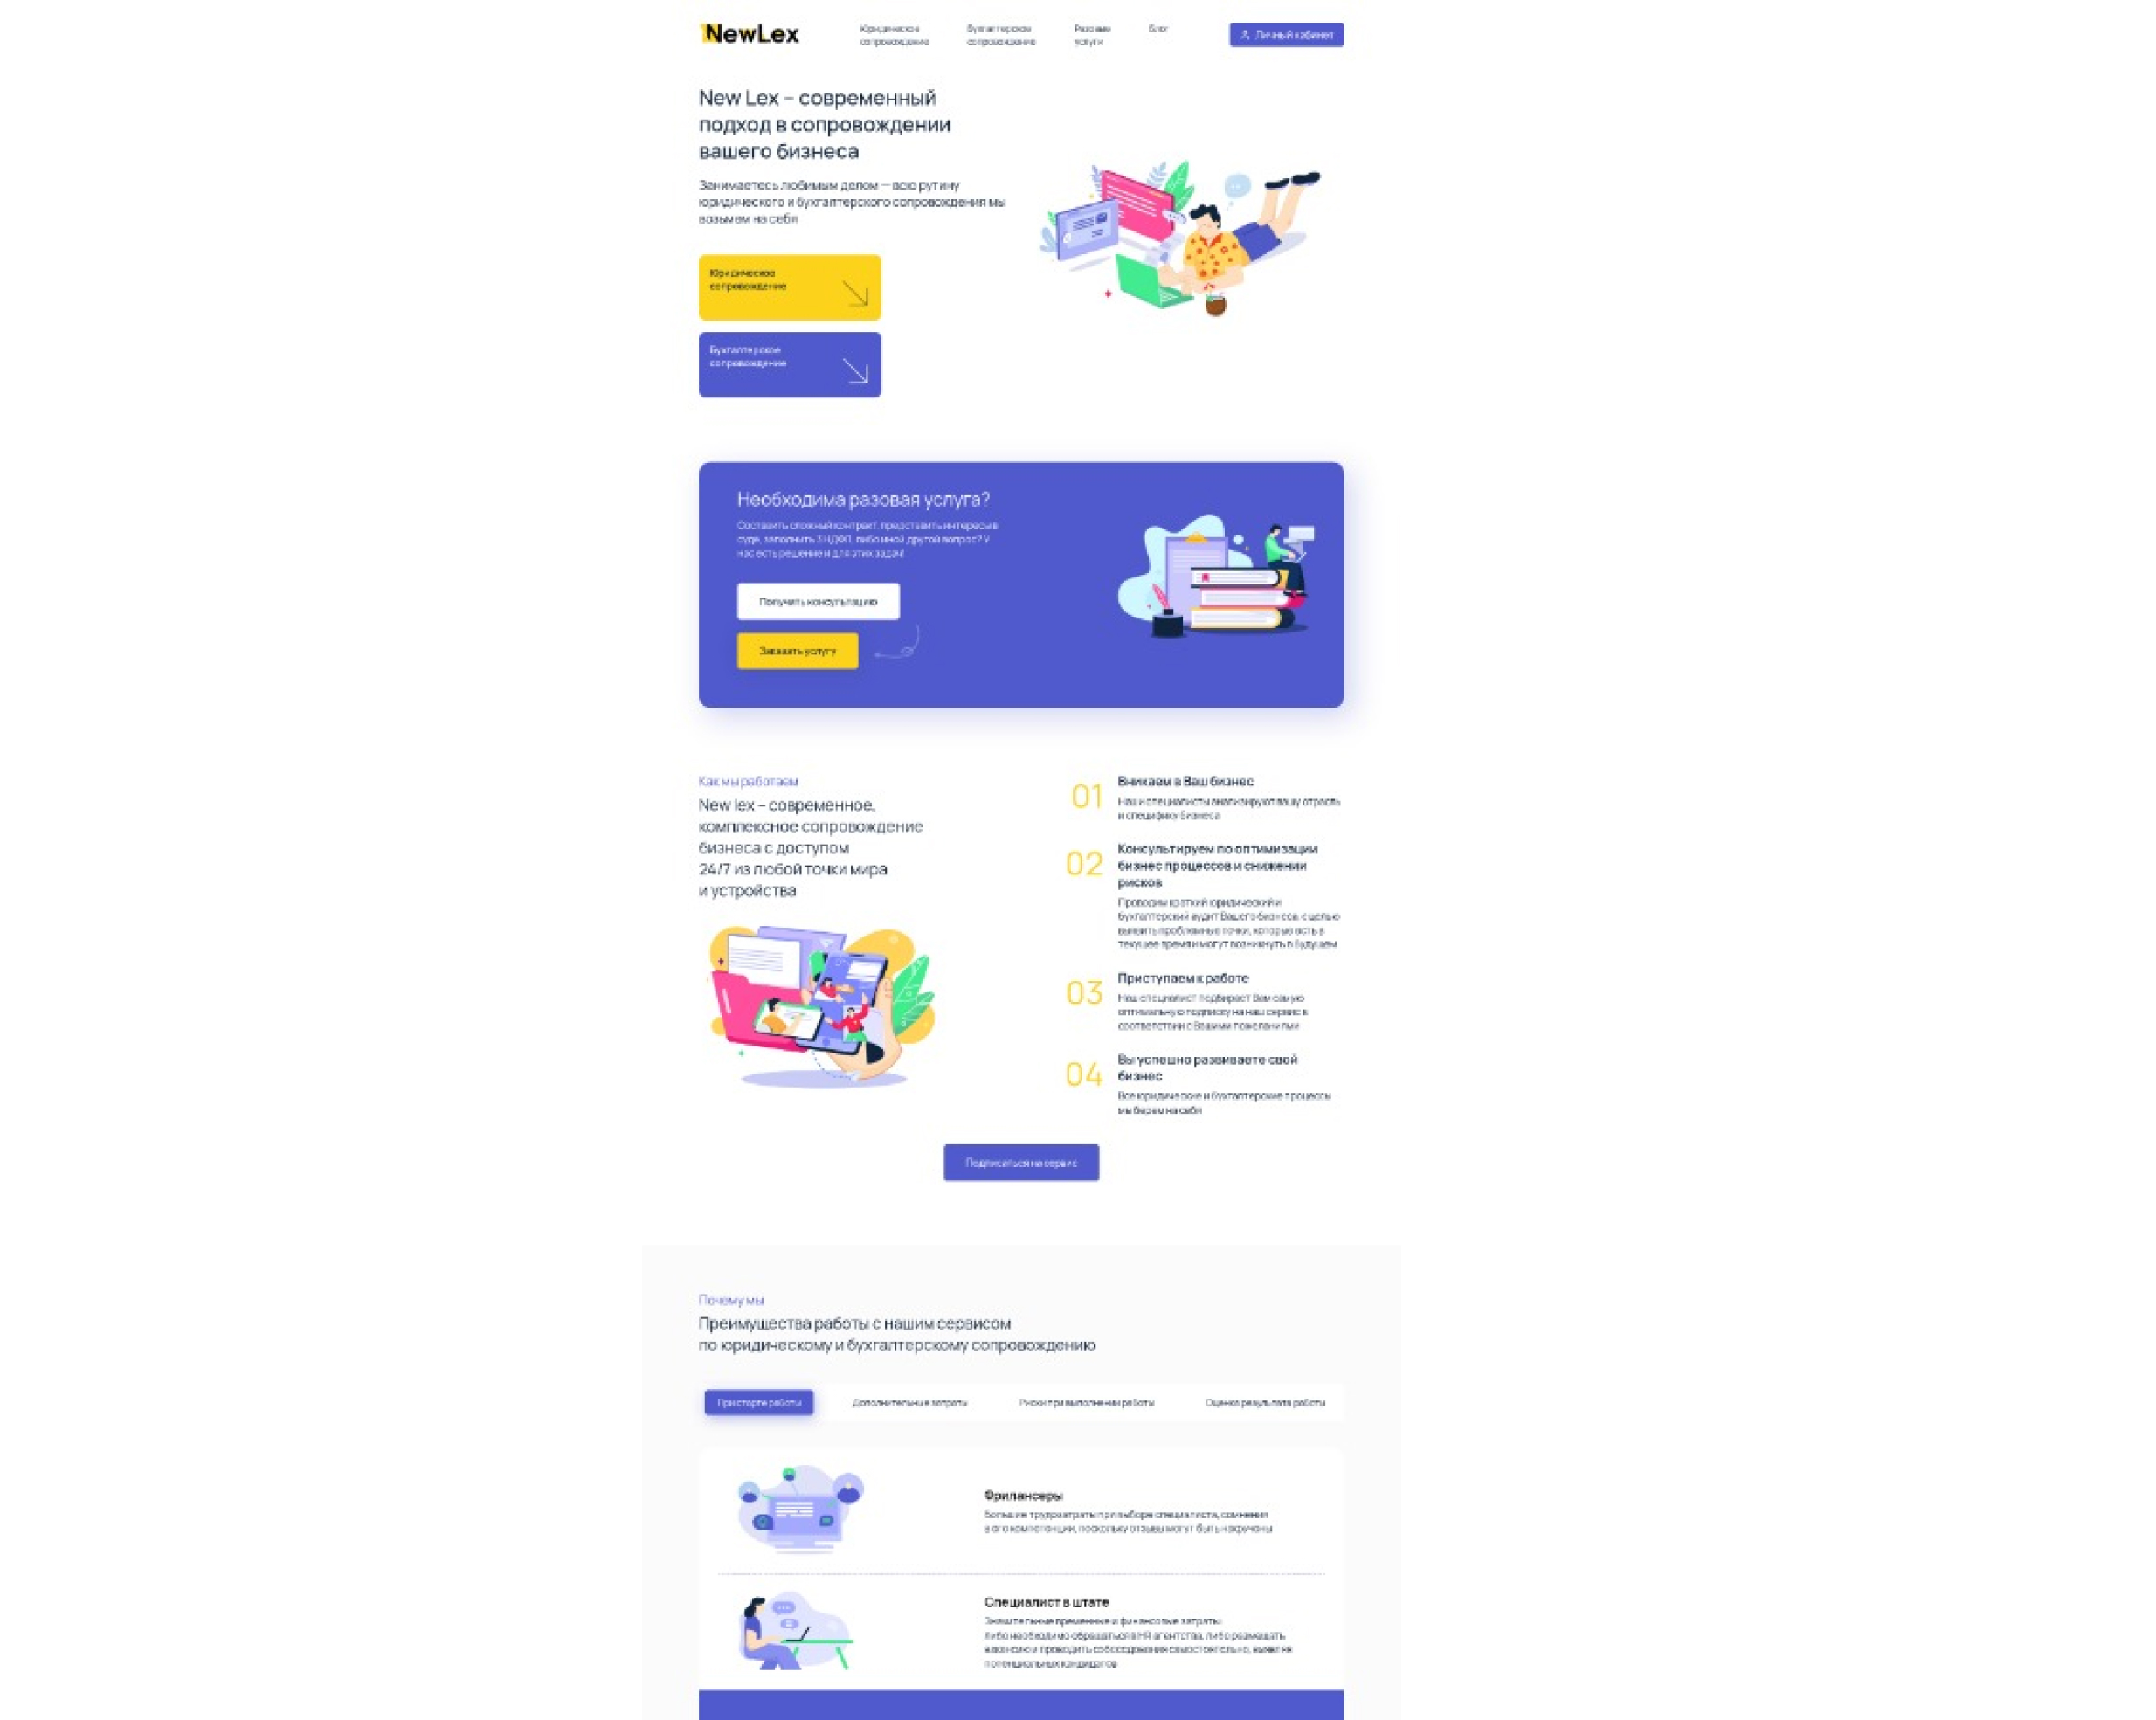 NewLex
Юридическое
сопровождение
Бухгалтерское
сопровождение
Разовые
услуги
Блог
Личный кабинет
New Lex – современный
подход в сопровождении
вашего бизнеса
Занимаетесь любимым делом — всю рутину
юридического и бухгалтерского сопровождения мы
возьмем на себя
Юридическое
сопровождение
Бухгалтерское
сопровождение
Необходима разовая услуга?
Составить сложный контракт, представить интересы в
суде, заполнить 3 НДФЛ, либо иной другой вопрос? У
нас есть решение и для этих задач!
Получить консультацию
Заказать услугу
Как мы работаем
New lex – современное,
комплексное сопровождение
бизнеса с доступом
24/7 из любой точки мира
и устройства
01
Вникаем в Ваш бизнес
Наши специалисты анализируют вашу отрасль
и специфику бизнеса
02
Консультируем по оптимизации
бизнес процессов и снижении
рисков
Проводим краткий юридический и
бухгалтерский аудит Вашего бизнеса, с целью
выявить проблемные точки, которые есть в
текущее время и могут возникнуть в будущем
03
Приступаем к работе
Наш специалист подбирает Вам самую
оптимальную подписку на наш сервис в
соответствии с Вашими пожеланиями
04
Вы успешно развиваете свой
бизнес
Все юридические и бухгалтерские процессы
мы берем на себя
Подписаться на сервис
Почему мы
Преимущества работы с нашим сервисом
по юридическому и бухгалтерскому сопровождению
При старте работы
Дополнительные затраты
Риски при выполнении работы
Оценка результата работы
Фрилансеры
Большие трудозатраты при выборе специалиста, сомнения
в его компетенции, поскольку отзывы могут быть накручены
Специалист в штате
Значительные временные и финансовые затраты:
либо необходимо обращаться в HR агентства, либо размещать
вакансию и проводить собеседования самостоятельно, выявляя
потенциальных кандидатов